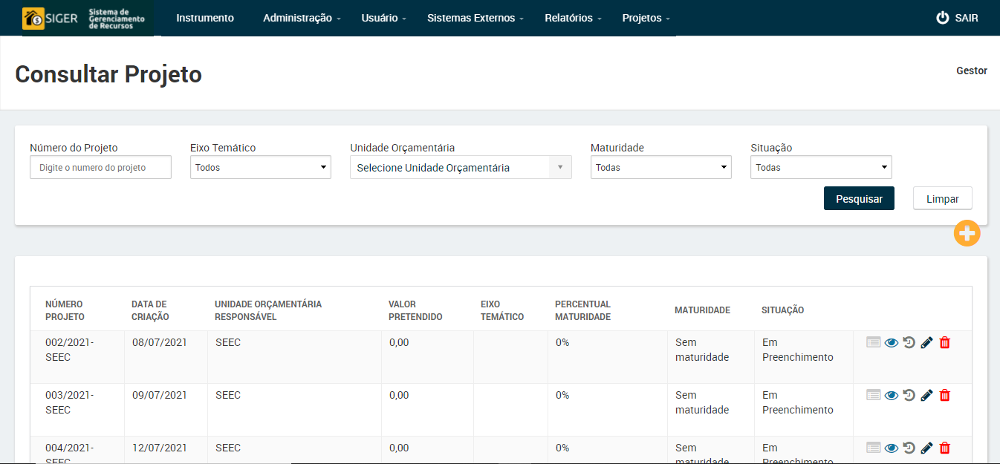 SIGER
Sistema de
Gerenciamento
de Recursos
Instrumento Administração Usuário Sistemas Externos Relatórios Projetos SAIR
Consultar Projeto
Gestor
Número do Projeto Eixo Temático Unidade Orçamentária Maturidade Situação
Digite o numero do projeto Todos Selecione Unidade Orçamentária Todas Todas
Pesquisar Limpar
NÚMERO PROJETO DATA DE CRIAÇÃO UNIDADE ORÇAMENTÁRIA RESPONSÁVEL VALOR PRETENDIDO EIXO TEMÁTICO PERCENTUAL MATURIDADE MATURIDADE SITUAÇÃO
002/2021- 08/07/2021 SEEC 0,00 0% Sem Em
SEEC maturidade Preenchimento
003/2021- 09/07/2021 SEEC 0,00 0% Sem Em
SEEC maturidade Preenchimento
004/2021- 12/07/2021 SEEC 0,00 0% Sem Em
SEEC maturidade Preenchimento